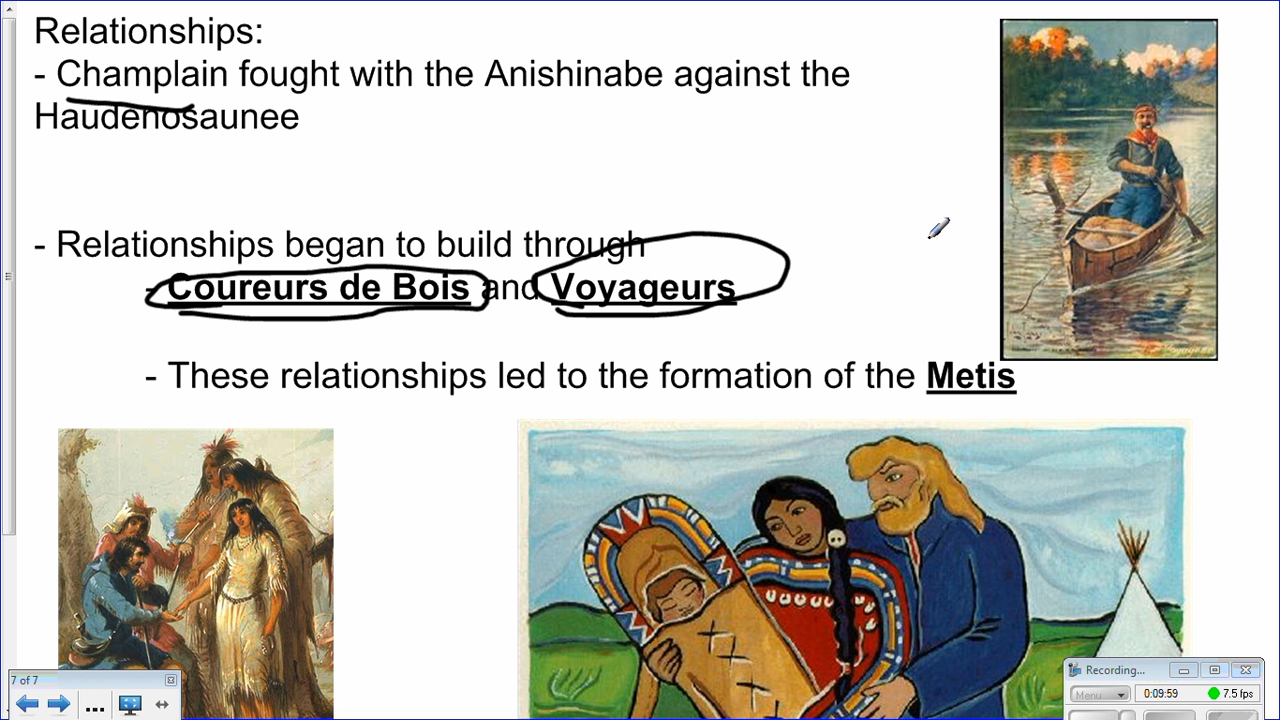 Relationships:
- Champlain fought with the Anishinabe against the
Haudenosaunee
- Relationships began to build through
- Coureurs de Bois and Voyageurs
- These relationships led to the formation of the Metis
7 of 7
...
Recording...
Menu
0:09:59
7.5 fps